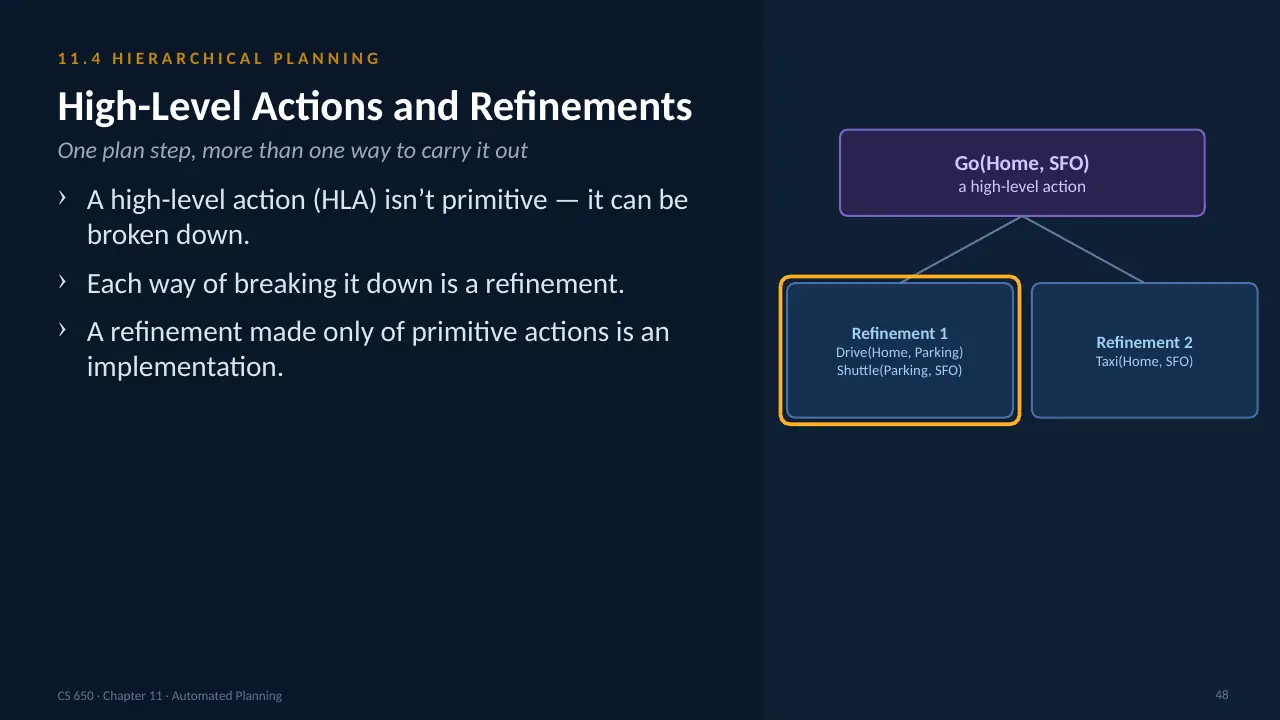 11.4 HIERARCHICAL PLANNING
High-Level Actions and Refinements
One plan step, more than one way to carry it out
› A high-level action (HLA) isn’t primitive — it can be
broken down.
› Each way of breaking it down is a refinement.
› A refinement made only of primitive actions is an
implementation.
Go(Home, SFO)
a high-level action
Refinement 1
Drive(Home, Parking)
Shuttle(Parking, SFO)
Refinement 2
Taxi(Home, SFO)
CS 650 · Chapter 11 · Automated Planning
48